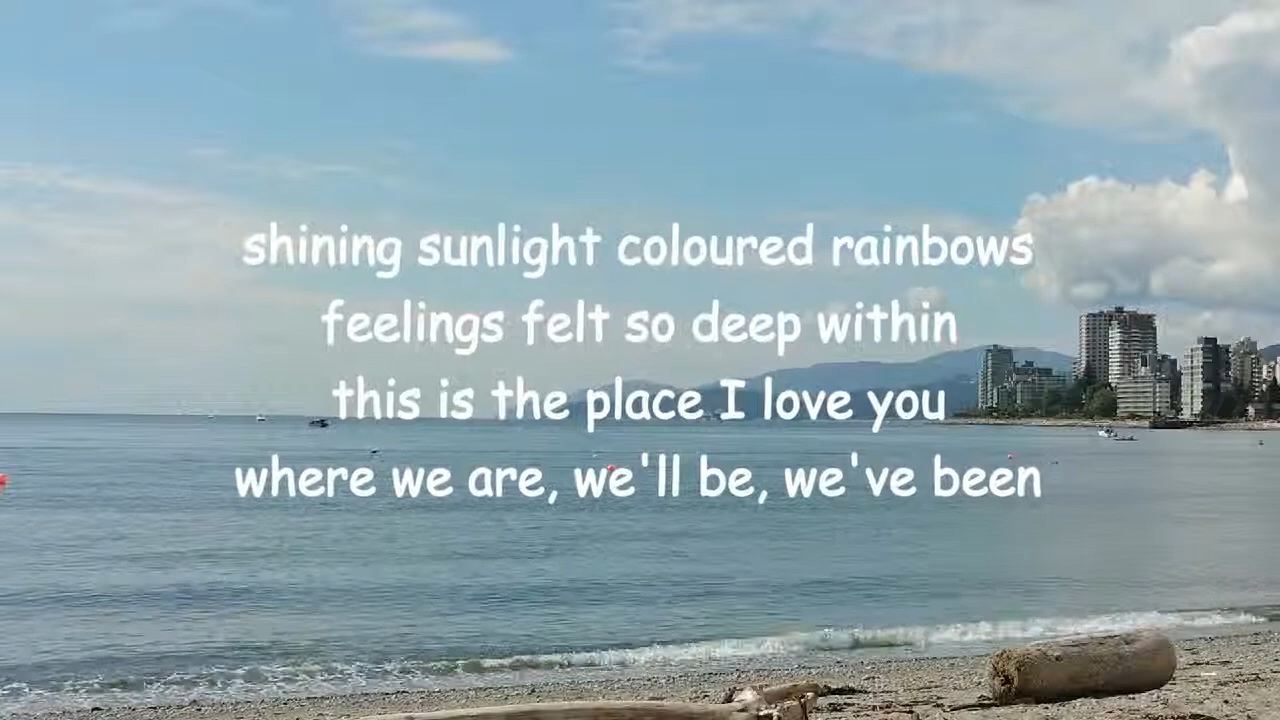 shining sunlight coloured rainbows
feelings felt so deep within
this is the place I love you
where we are, we'll be, we've been